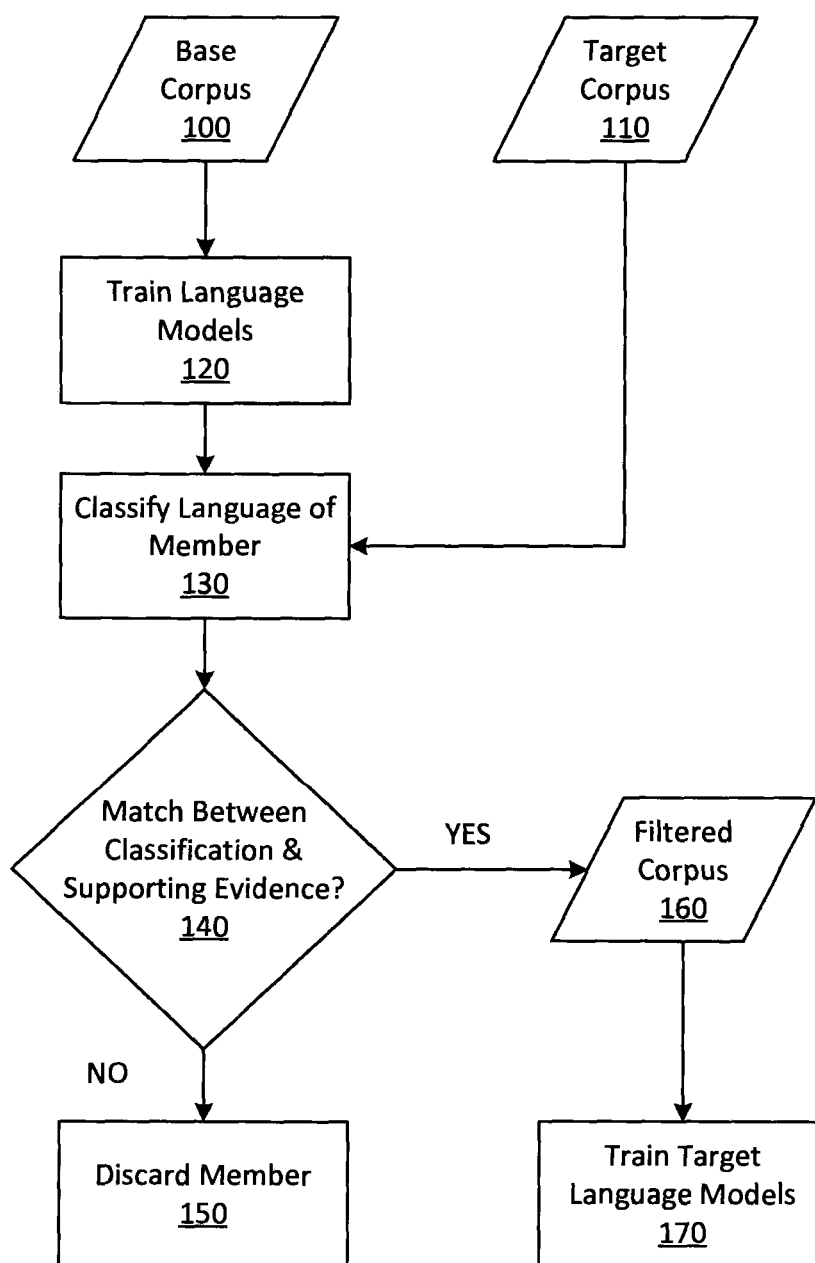 Base
Corpus
100
Target
Corpus
110
Train Language
Models
120
Classify Language of
Member
130
Match Between
Classification &
Supporting Evidence?
140
YES
Filtered
Corpus
160
NO
Discard Member
150
Train Target
Language Models
170